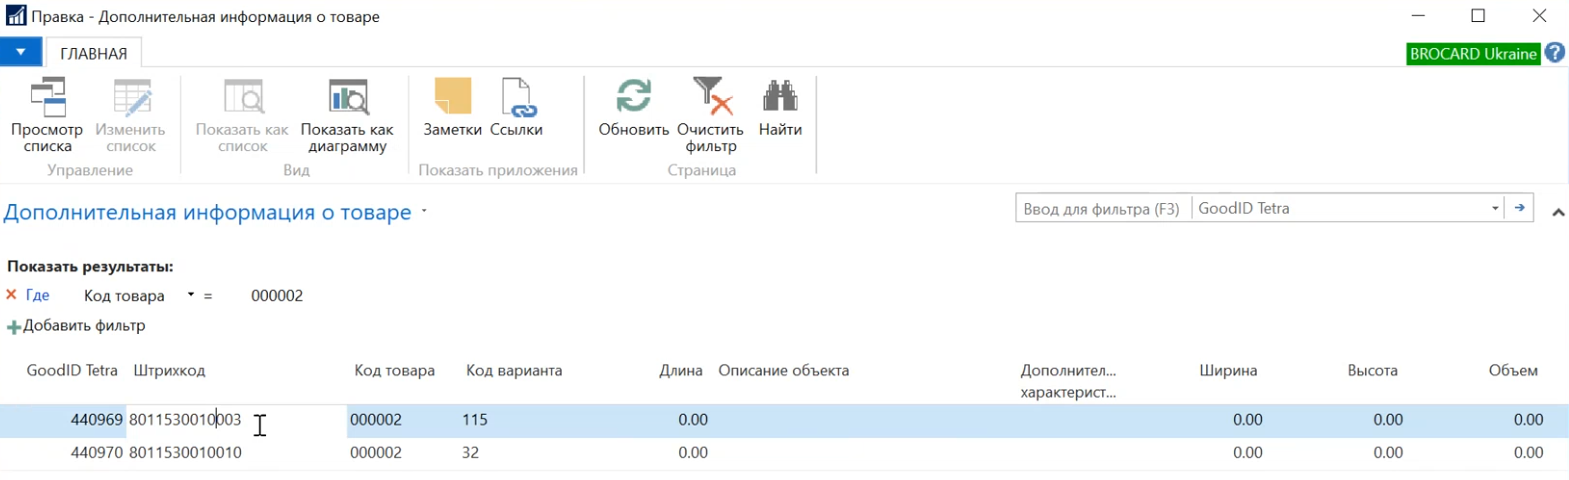 Правка - Дополнительная информация о товаре
ГЛАВНАЯ
BROCARD Ukraine ?
Просмотр списка
Изменить список
Показать как список
Показать как диаграмму
Заметки
Ссылки
Обновить
Очистить фильтр
Найти
Управление
Вид
Показать приложения
Страница
Дополнительная информация о товаре
Ввод для фильтра (F3) GoodID Tetra
Показать результаты:
Где Код товара = 000002
Добавить фильтр
GoodID Tetra Штрихкод Код товара Код варианта Длина Описание объекта Дополнител... характерист... Ширина Высота Объем
440969 8011530010003 000002 115 0.00 0.00 0.00 0.00
440970 8011530010010 000002 32 0.00 0.00 0.00 0.00